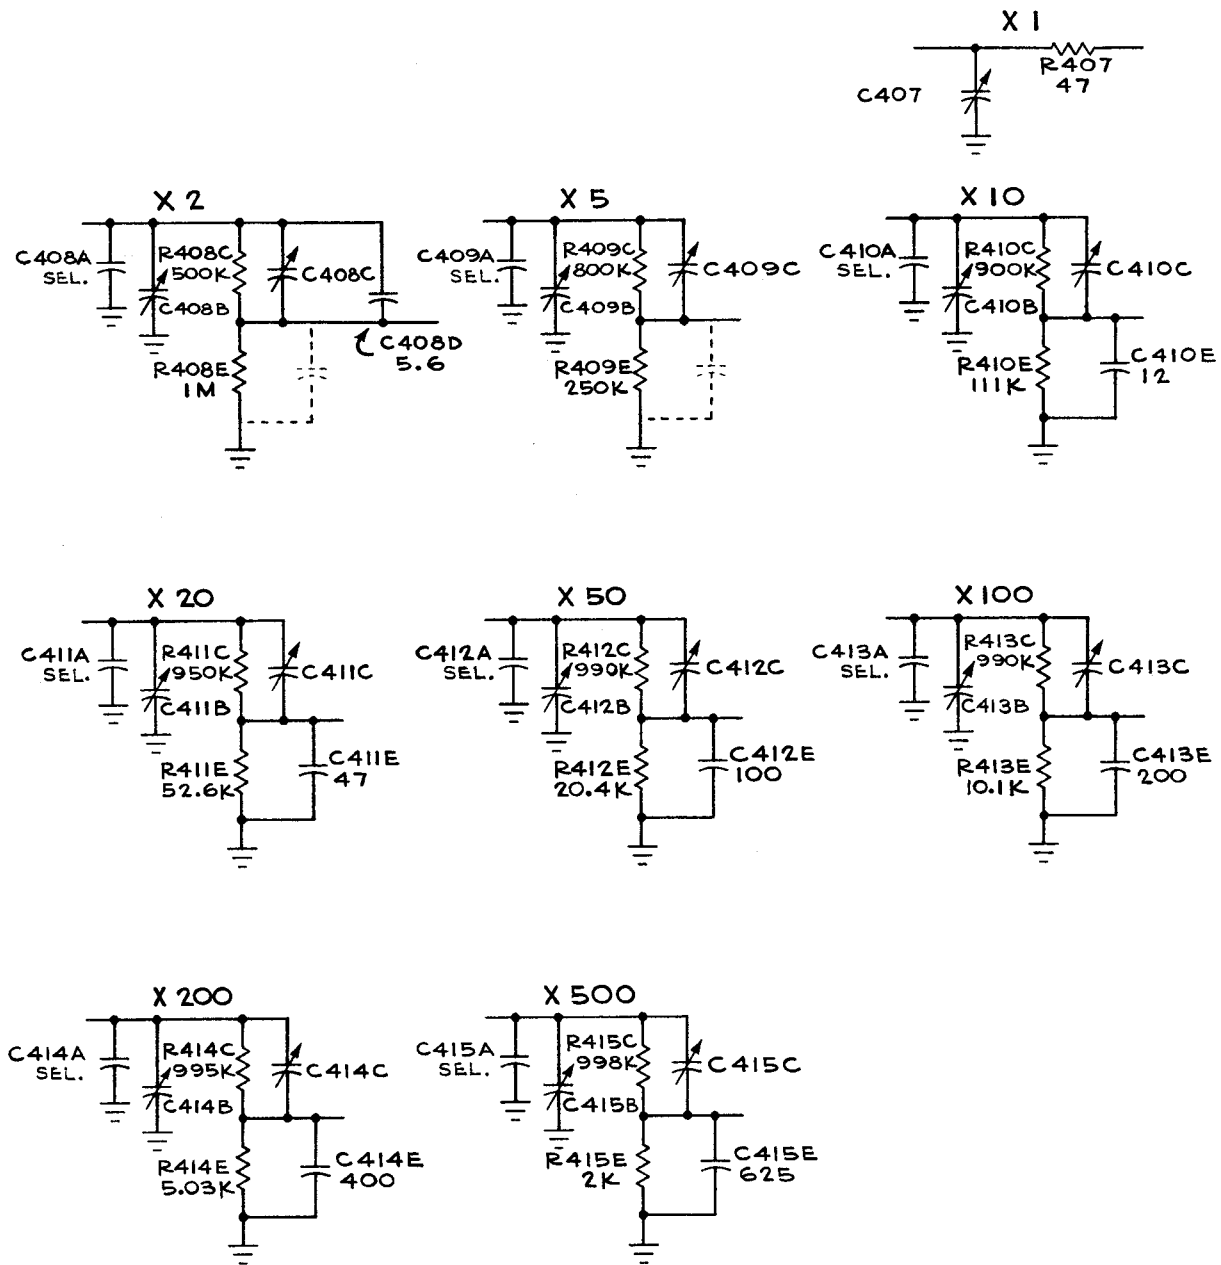 X 1
R407
47
C407
X 2
C408A
SEL.
R408C
500K
C408C
C408B
C408D
5.6
R408E
1M
X 5
C409A
SEL.
R409C
800K
C409C
C409B
R409E
250K
X 10
C410A
SEL.
R410C
900K
C410C
C410B
R410E
111K
C410E
12
X 20
C411A
SEL.
R411C
950K
C411C
C411B
R411E
52.6K
C411E
47
X 50
C412A
SEL.
R412C
990K
C412C
C412B
R412E
20.4K
C412E
100
X100
C413A
SEL.
R413C
990K
C413C
C413B
R413E
10.1K
C413E
200
X 200
C414A
SEL.
R414C
995K
C414C
C414B
R414E
5.03K
C414E
400
X 500
C415A
SEL.
R415C
998K
C415C
C415B
R415E
2K
C415E
625